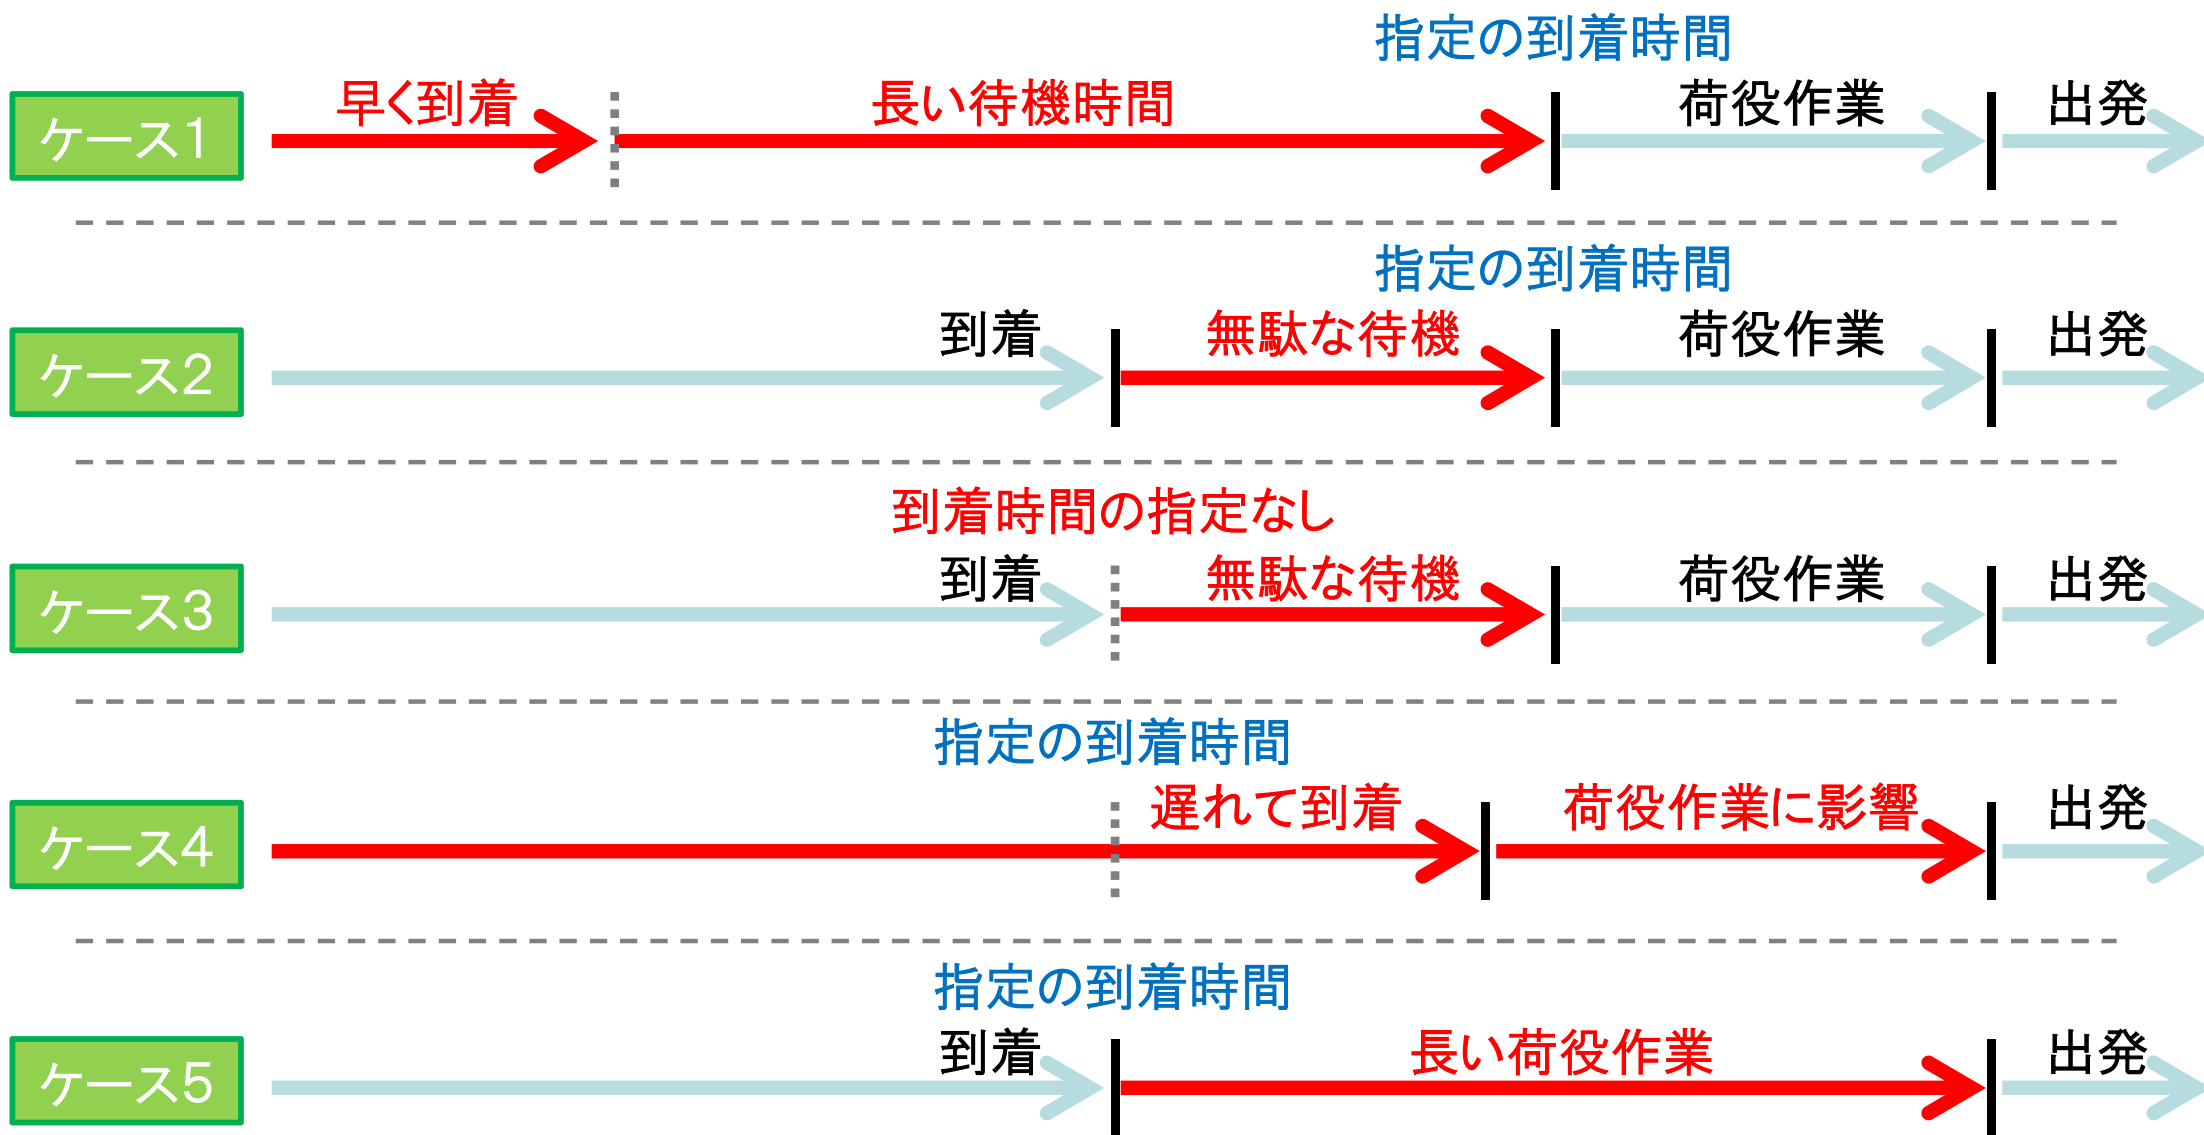 指定の到着時間
ケース1 早く到着 長い待機時間 荷役作業 出発
指定の到着時間
ケース2 到着 無駄な待機 荷役作業 出発
到着時間の指定なし
ケース3 到着 無駄な待機 荷役作業 出発
指定の到着時間
ケース4 遅れて到着 荷役作業に影響 出発
指定の到着時間
ケース5 到着 長い荷役作業 出発